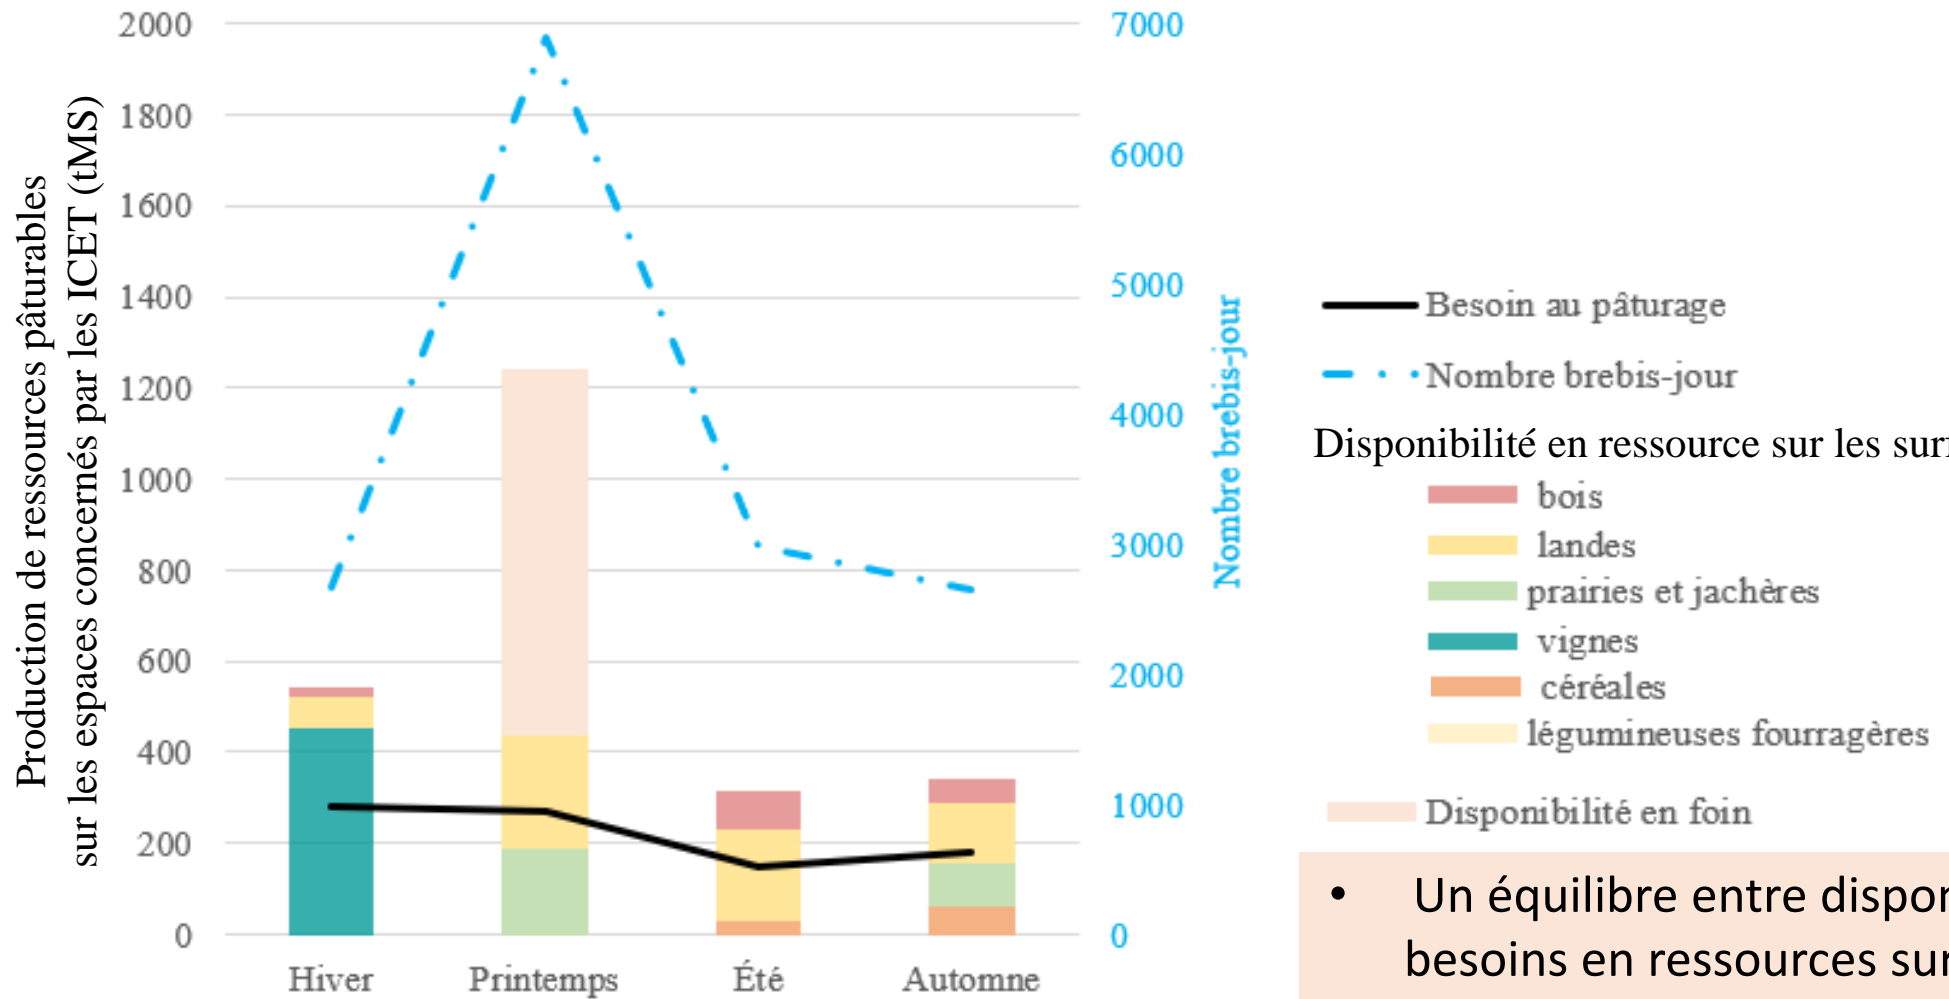 Production de ressources pâturables
sur les espaces concernés par les ICET (tMS)
2000
1800
1600
1400
1200
1000
800
600
400
200
0
Hiver
Printemps
Été
Automne
7000
6000
5000
4000
3000
2000
1000
0
Nombre brebis-jour
Besoin au pâturage
Nombre brebis-jour
Disponibilité en ressource sur les
bois
landes
prairies et jachères
vignes
céréales
légumineuses fourragères
Disponibilité en foin
• Un équilibre entre
besoins en ressources